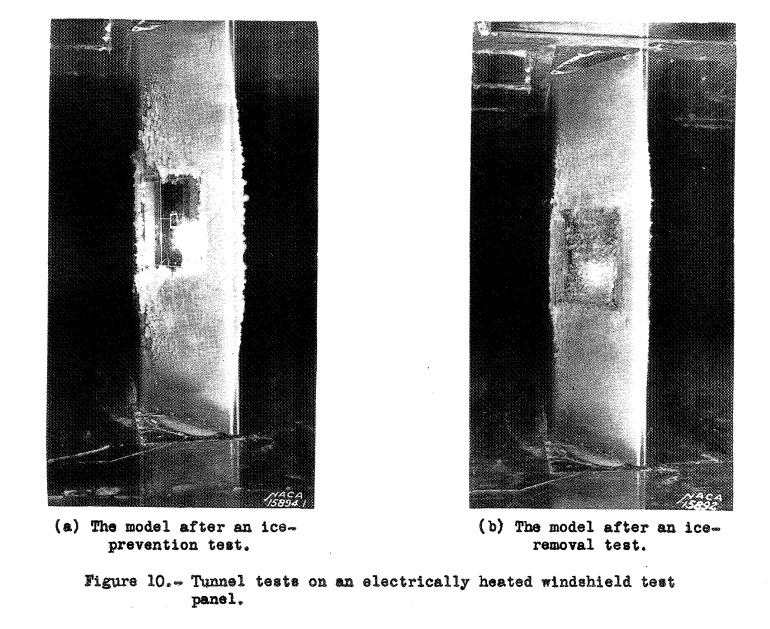 NACA
15894.1
NACA
15892
(a) The model after an ice-
prevention test.
(b) The model after an ice-
removal test.
Figure 10.- Tunnel tests on an electrically heated windshield test
panel.